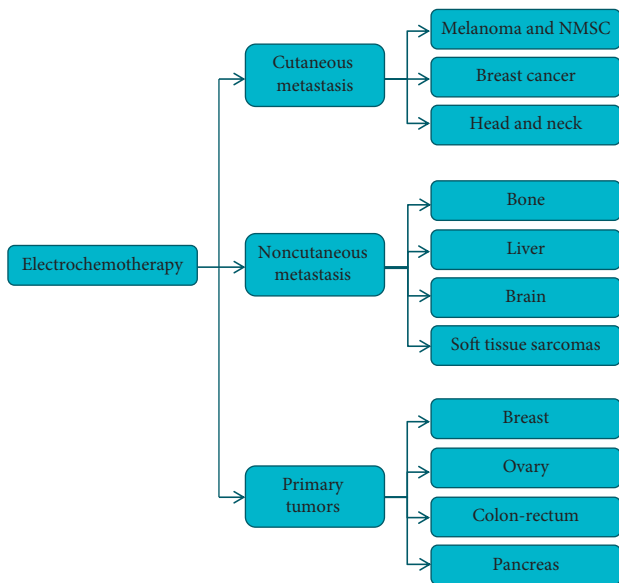 Electrochemotherapy
Cutaneous
metastasis
Melanoma and NMSC
Breast cancer
Head and neck
Noncutaneous
metastasis
Bone
Liver
Brain
Soft tissue sarcomas
Primary
tumors
Breast
Ovary
Colon-rectum
Pancreas